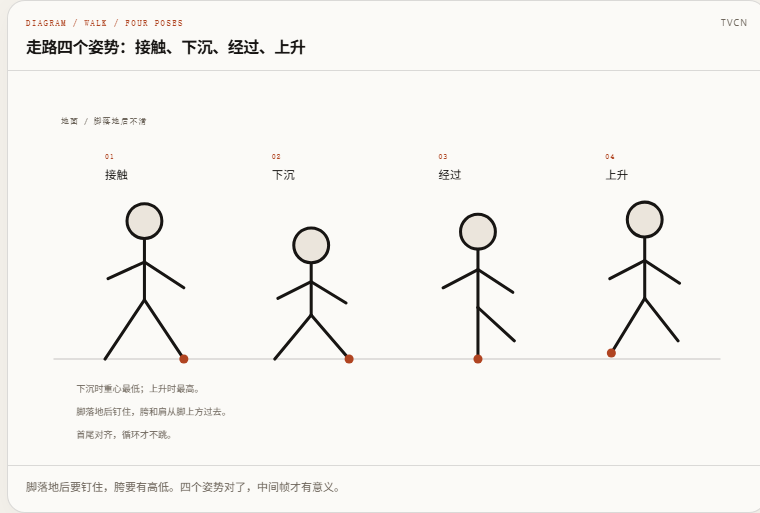 DIAGRAM / WALK / FOUR POSES
TVCN
走路四个姿势：接触、下沉、经过、上升
地面 / 脚落地后不滑
01
接触
02
下沉
03
经过
04
上升
下沉时重心最低；上升时最高。
脚落地后钉住，胯和肩从脚上方过去。
首尾对齐，循环才不跳。
脚落地后要钉住，胯要有高低。四个姿势对了，中间帧才有意义。